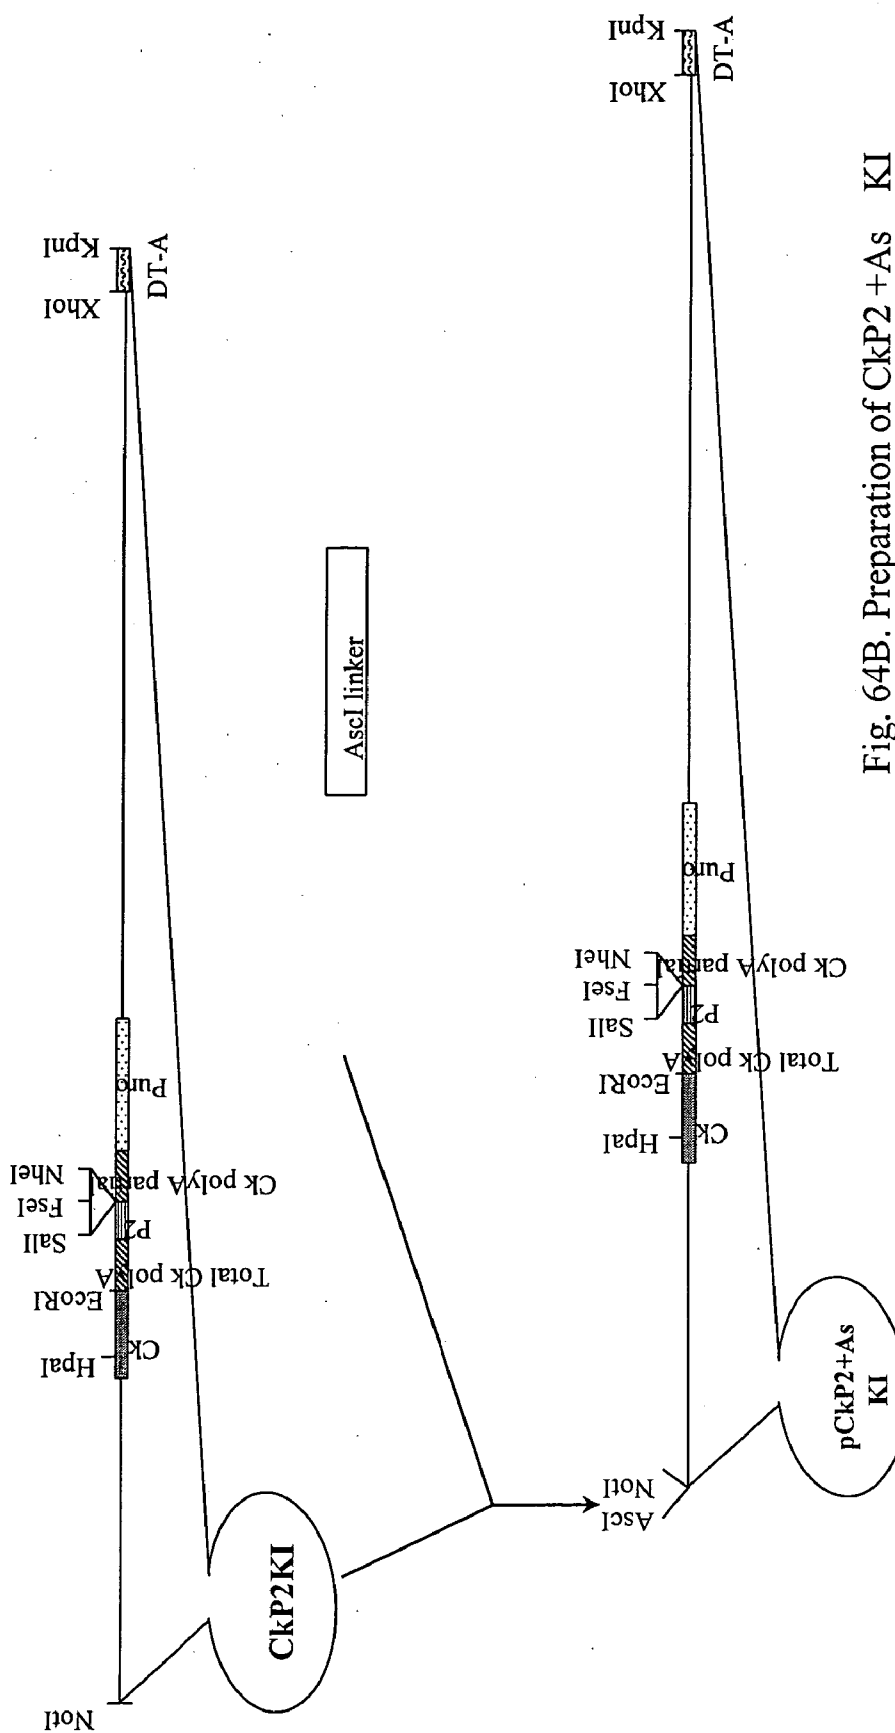 NotI
HpaI
EcoRI
SalI
FseI
NheI
XhoI
KpnI
Ck
Total Ck polyA
P2
Ck polyA partial
Puro
DT-A
CkP2KI
AscI linker
AscI
NotI
HpaI
EcoRI
SalI
FseI
NheI
XhoI
KpnI
Ck
Total Ck polyA
P2
Ck polyA partial
Puro
DT-A
pCkP2+As
KI
Fig. 64B. Preparation of CkP2 +As KI